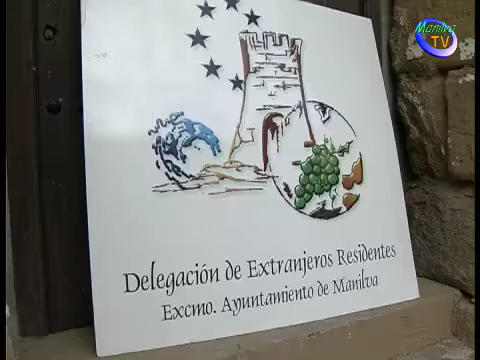 Manilva
TV
Delegación de Extranjeros Residentes
Excmo. Ayuntamiento de Manilva